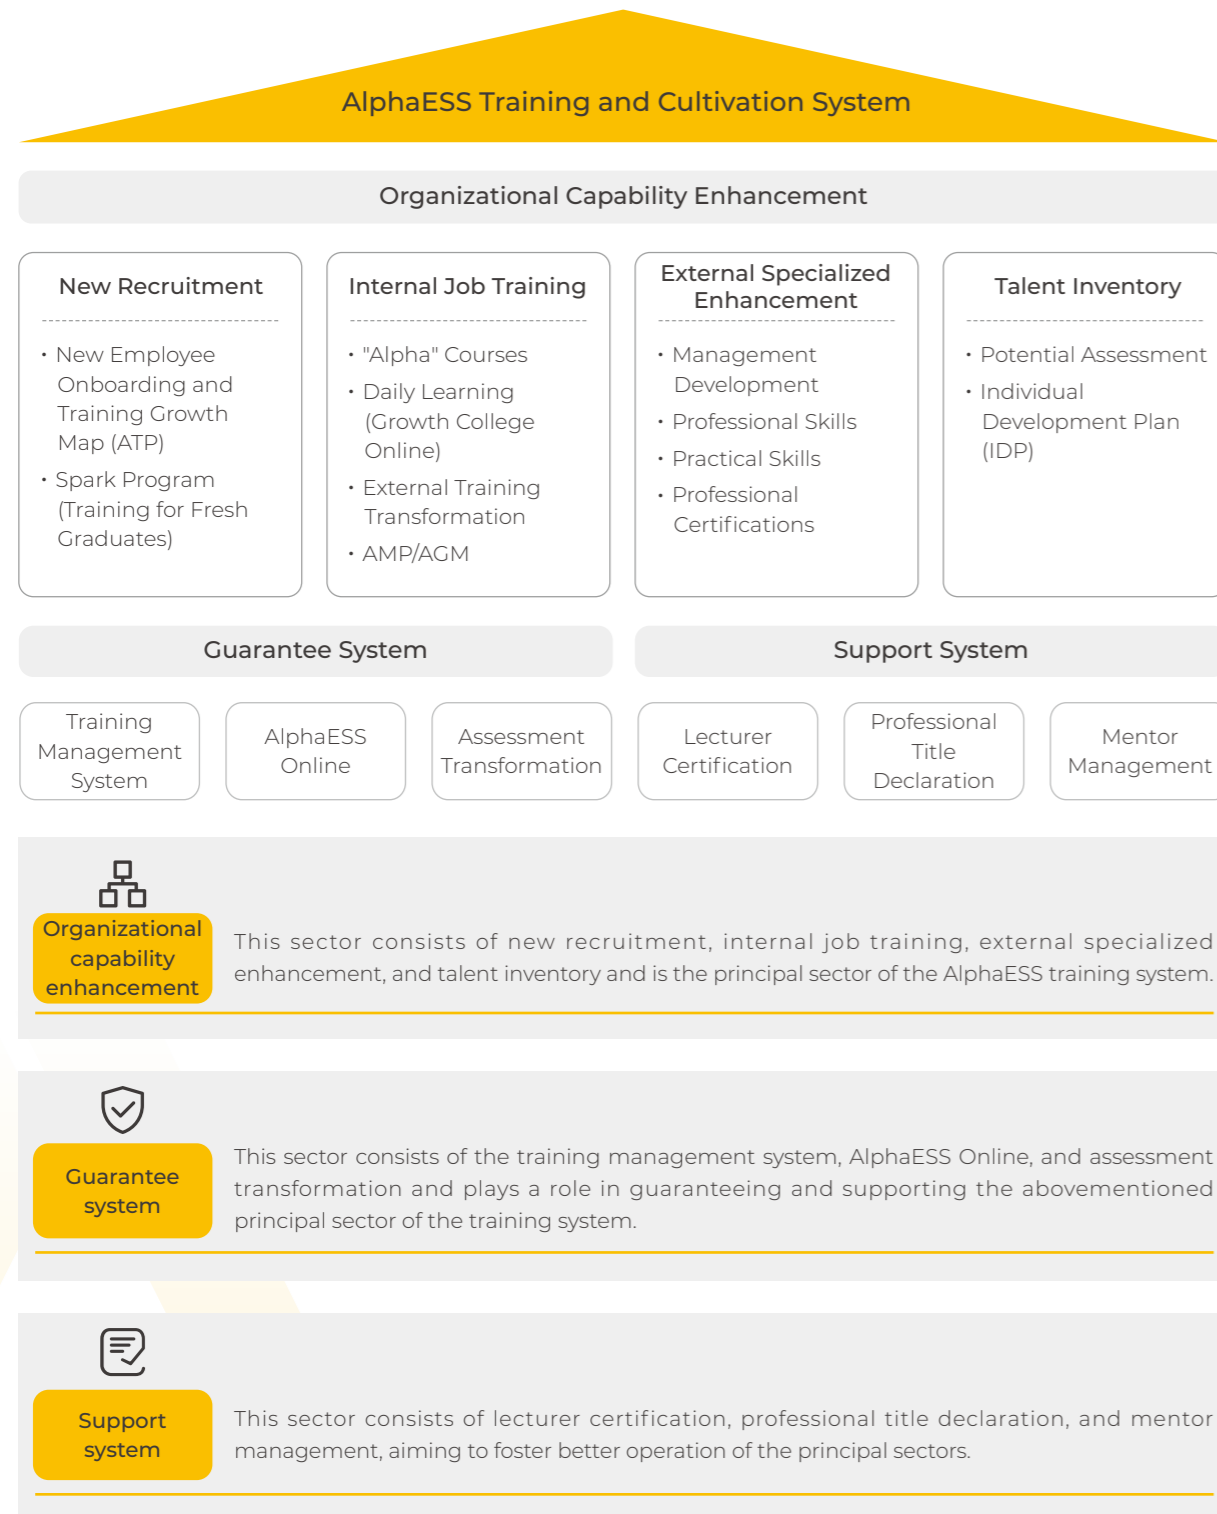 AlphaESS Training and Cultivation System
Organizational Capability Enhancement
New Recruitment
• New Employee
Onboarding and
Training Growth
Map (ATP)
• Spark Program
(Training for Fresh
Graduates)
Internal Job Training
• "Alpha" Courses
• Daily Learning
(Growth College
Online)
• External Training
Transformation
• AMP/AGM
External Specialized
Enhancement
• Management
Development
• Professional Skills
• Practical Skills
• Professional
Certifications
Talent Inventory
• Potential Assessment
• Individual
Development Plan
(IDP)
Guarantee System
Support System
Training
Management
System
AlphaESS
Online
Assessment
Transformation
Lecturer
Certification
Professional
Title
Declaration
Mentor
Management
Organizational
capability
enhancement
This sector consists of new recruitment, internal job training, external specialized
enhancement, and talent inventory and is the principal sector of the AlphaESS training system.
Guarantee
system
This sector consists of the training management system, AlphaESS Online, and assessment
transformation and plays a role in guaranteeing and supporting the abovementioned
principal sector of the training system.
Support
system
This sector consists of lecturer certification, professional title declaration, and mentor
management, aiming to foster better operation of the principal sectors.